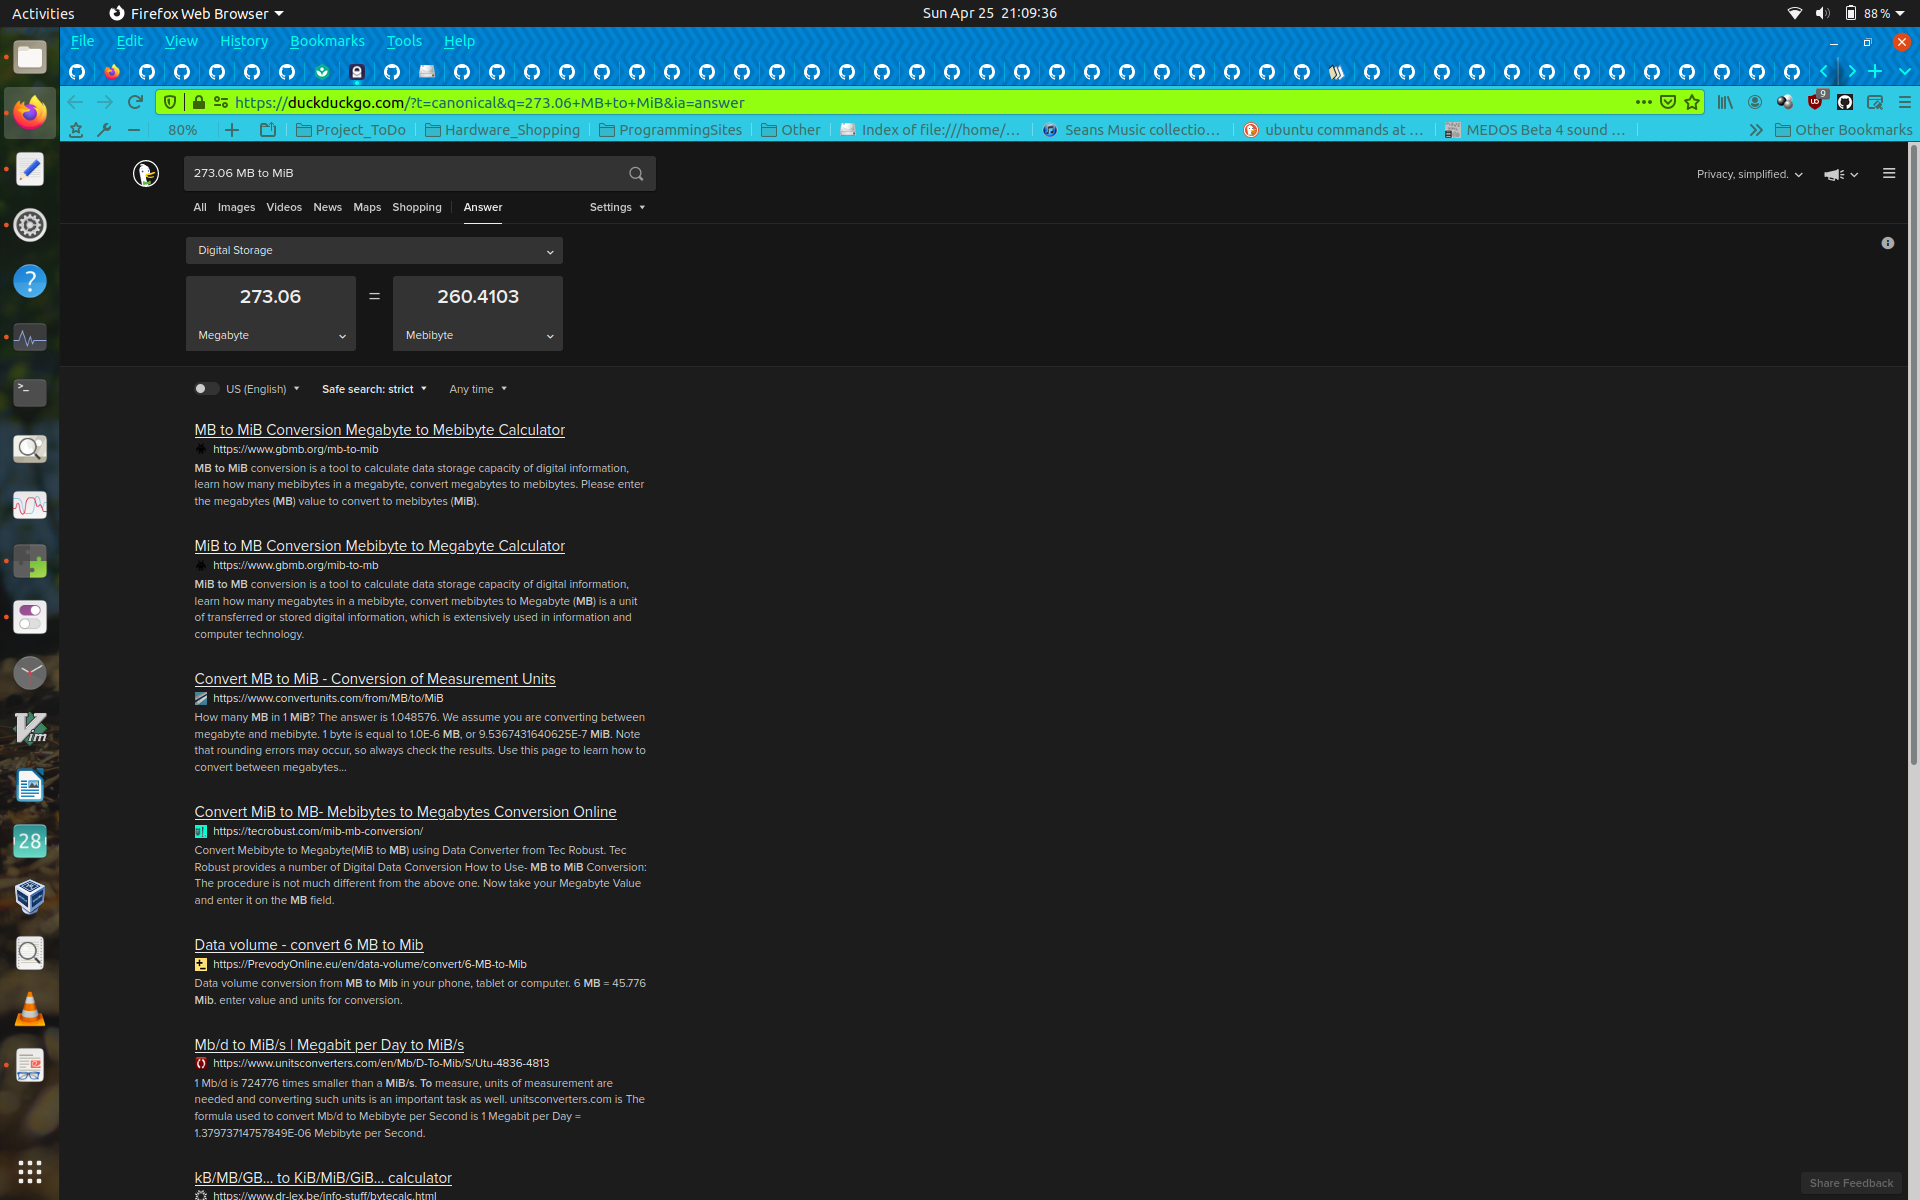 Activities
Firefox Web Browser
Sun Apr 25 21:09:36
88 %
File Edit View History Bookmarks Tools Help
https://duckduckgo.com/?t=canonical&q=273.06+MB+to+MiB&ia=answer
9
80%
Project_ToDo
Hardware_Shopping
ProgrammingSites
Other
Index of file:///home/...
Seans Music collectio...
ubuntu commands at ...
MEDOS Beta 4 sound ...
Other Bookmarks
273.06 MB to MiB
Privacy, simplified.
All Images Videos News Maps Shopping Answer Settings
Digital Storage
273.06 = 260.4103
Megabyte Mebibyte
US (English) Safe search: strict Any time
MB to MiB Conversion Megabyte to Mebibyte Calculator
https://www.gbmb.org/mb-to-mib
MB to MiB conversion is a tool to calculate data storage capacity of digital information,
learn how many mebibytes in a megabyte, convert megabytes to mebibytes. Please enter
the megabytes (MB) value to convert to mebibytes (MiB).
MiB to MB Conversion Mebibyte to Megabyte Calculator
https://www.gbmb.org/mib-to-mb
MiB to MB conversion is a tool to calculate data storage capacity of digital information,
learn how many megabytes in a mebibyte, convert mebibytes to Megabyte (MB) is a unit
of transferred or stored digital information, which is extensively used in information and
computer technology.
Convert MB to MiB - Conversion of Measurement Units
https://www.convertunits.com/from/MB/to/MiB
How many MB in 1 MiB? The answer is 1.048576. We assume you are converting between
megabyte and mebibyte. 1 byte is equal to 1.0E-6 MB, or 9.5367431640625E-7 MiB. Note
that rounding errors may occur, so always check the results. Use this page to learn how to
convert between megabytes...
Convert MiB to MB- Mebibytes to Megabytes Conversion Online
https://tecrobust.com/mib-mb-conversion/
Convert Mebibyte to Megabyte(MiB to MB) using Data Converter from Tec Robust. Tec
Robust provides a number of Digital Data Conversion How to Use- MB to MiB Conversion:
The procedure is not much different from the above one. Now take your Megabyte Value
and enter it on the MB field.
Data volume - convert 6 MB to Mib
https://PrevodyOnline.eu/en/data-volume/convert/6-MB-to-Mib
Data volume conversion from MB to Mib in your phone, tablet or computer. 6 MB = 45.776
Mib. enter value and units for conversion.
Mb/d to MiB/s | Megabit per Day to MiB/s
https://www.unitsconverters.com/en/Mb/D-To-Mib/S/Utu-4836-4813
1 Mb/d is 724776 times smaller than a MiB/s. To measure, units of measurement are
needed and converting such units is an important task as well. unitsconverters.com is The
formula used to convert Mb/d to Mebibyte per Second is 1 Megabit per Day =
1.37973714757849E-06 Mebibyte per Second.
kB/MB/GB... to KiB/MiB/GiB... calculator
https://www.dr-lex.be/info-stuff/bytecalc.html
Share Feedback
28
Vim